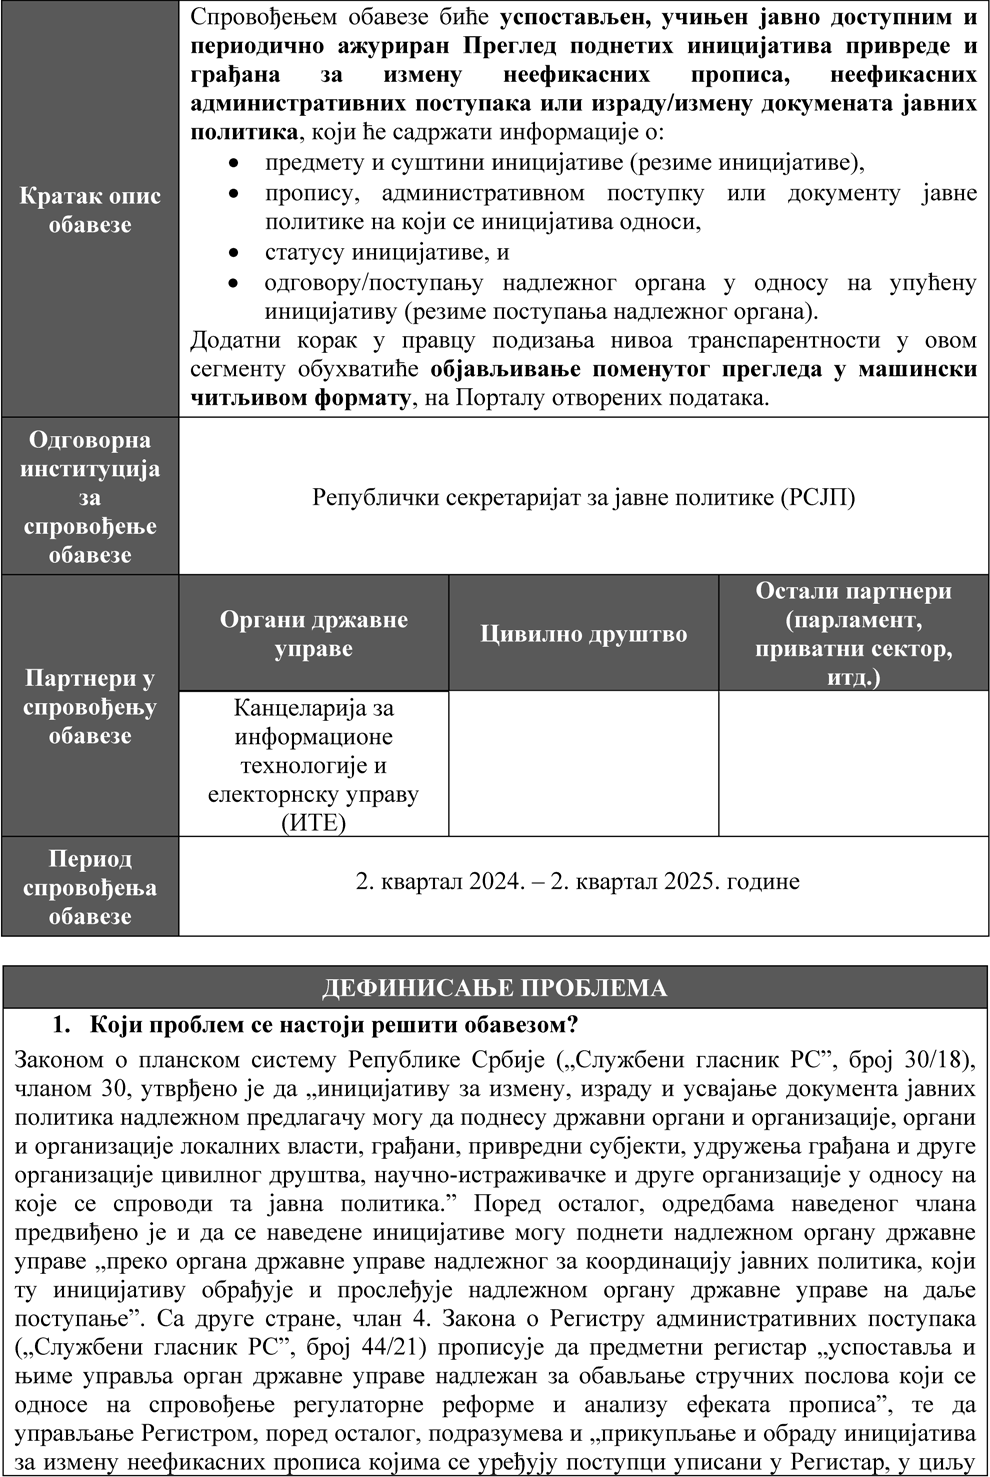 Спровођењем обавезе биће успостављен, учињен јавно доступним и
периодично ажуриран Преглед поднетих иницијатива привреде и
грађана за измену неефикасних прописа, неефикасних
административних поступака или израду/измену докумената јавних
политика, који ће садржати информације о:
• предмету и суштини иницијативе (резиме иницијативе),
• пропису, административном поступку или документу јавне
политике на који се иницијатива односи,
• статусу иницијативе, и
• одговору/поступању надлежног органа у односу на упућену
иницијативу (резиме поступања надлежног органа).
Додатни корак у правцу подизања нивоа транспарентности у овом
сегменту обухватиће објављивање поменутог прегледа у машински
читљивом формату, на Порталу отворених података.
Кратак опис
обавезе
Одговорна
институција
за
спровођење
обавезе
Републички секретаријат за јавне политике (РСЈП)
Партнери у
спровођењу
обавезе
Органи државне
управе
Цивилно друштво
Остали партнери
(парламент,
приватни сектор,
итд.)
Канцеларија за
информационе
технологије и
електорнску управу
(ИТЕ)
Период
спровођења
обавезе
2. квартал 2024. – 2. квартал 2025. године
ДЕФИНИСАЊЕ ПРОБЛЕМА
1. Који проблем се настоји решити обавезом?
Законом о планском систему Републике Србије („Службени гласник РС”, број 30/18),
чланом 30, утврђено је да „иницијативу за измену, израду и усвајање документа јавних
политика надлежном предлагачу могу да поднесу државни органи и организације, органи
и организације локалних власти, грађани, привредни субјекти, удружења грађана и друге
организације цивилног друштва, научно-истраживачке и друге организације у односу на
које се спроводи та јавна политика.” Поред осталог, одредбама наведеног члана
предвиђено је и да се наведене иницијативе могу поднети надлежном органу државне
управе „преко органа државне управе надлежног за координацију јавних политика, који
ту иницијативу обрађује и прослеђује надлежном органу државне управе на даље
поступање”. Са друге стране, члан 4. Закона о Регистру административних поступака
(„Службени гласник РС”, број 44/21) прописује да предметни регистар „успоставља и
њиме управља орган државне управе надлежан за обављање стручних послова који се
односе на спровођење регулаторне реформе и анализу ефеката прописа”, те да
управљање Регистром, поред осталог, подразумева и „прикупљање и обраду иницијатива
за измену неефикасних прописа којима се уређују поступци уписани у Регистар, у циљу